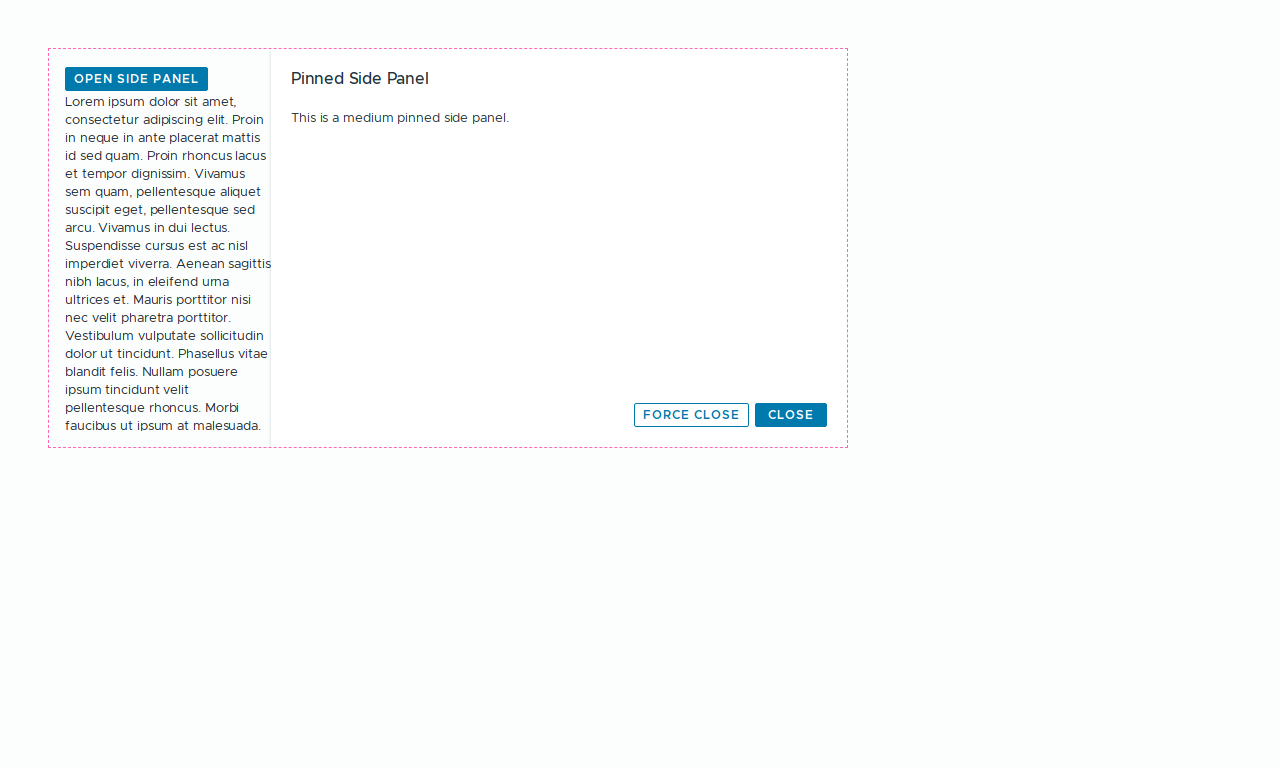 OPEN SIDE PANEL
Lorem ipsum dolor sit amet,
consectetur adipiscing elit. Proin
in neque in ante placerat mattis
id sed quam. Proin rhoncus lacus
et tempor dignissim. Vivamus
sem quam, pellentesque aliquet
suscipit eget, pellentesque sed
arcu. Vivamus in dui lectus.
Suspendisse cursus est ac nisl
imperdiet viverra. Aenean sagittis
nibh lacus, in eleifend urna
ultrices et. Mauris porttitor nisi
nec velit pharetra porttitor.
Vestibulum vulputate sollicitudin
dolor ut tincidunt. Phasellus vitae
blandit felis. Nullam posuere
ipsum tincidunt velit
pellentesque rhoncus. Morbi
faucibus ut ipsum at malesuada.
Pinned Side Panel
This is a medium pinned side panel.
FORCE CLOSE
CLOSE